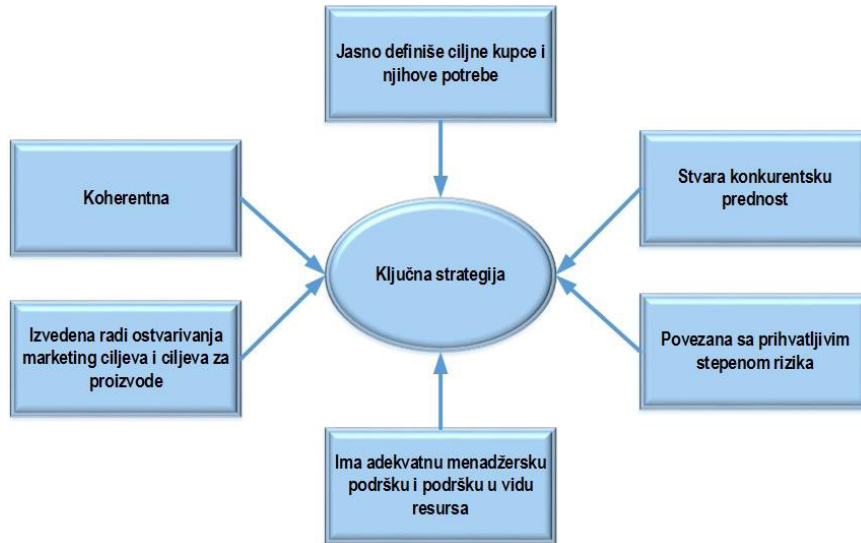 Jasno definiše ciljne kupce i
njihove potrebe
Koherentna
Stvara konkurentsku
prednost
Ključna strategija
Izvedena radi ostvarivanja
marketing ciljeva i ciljeva za
proizvode
Povezana sa prihvatljivim
stepenom rizika
Ima adekvatnu menadžersku
podršku i podršku u vidu
resursa